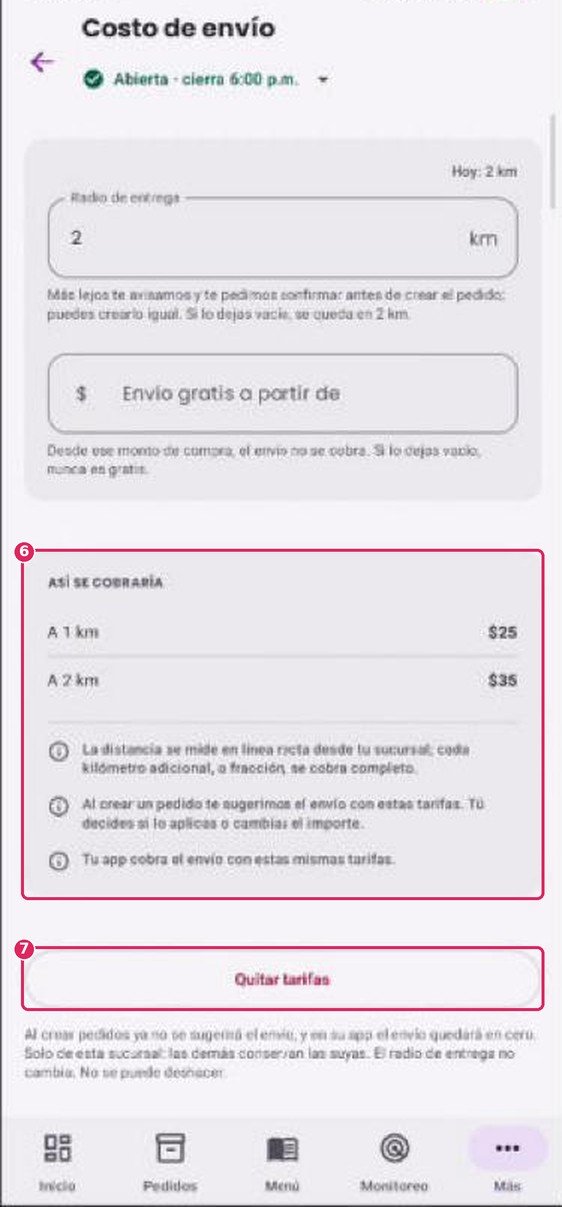 Costo de envío
Abierta - cierra 6:00 p.m.
Hoy: 2 km
Radio de entrega
2 km
Más lejos te avisamos y te pedimos confirmar antes de crear el pedido;
puedes crearlo igual. Si lo dejas vacío, se queda en 2 km.
$ Envío gratis a partir de
Desde ese monto de compra, el envío no se cobra. Si lo dejas vacío,
nunca es gratis.
6
ASÍ SE COBRARÍA
A 1 km $25
A 2 km $35
La distancia se mide en línea recta desde tu sucursal; cada
kilómetro adicional, o fracción, se cobra completo.
Al crear un pedido te sugerimos el envío con estas tarifas. Tú
decides si lo aplicas o cambias el importe.
Tu app cobra el envío con estas mismas tarifas.
7
Quitar tarifas
Al crear pedidos ya no se sugerirá el envío, y en su app el envío quedará en cero.
Solo de esta sucursal: las demás conservan las suyas. El radio de entrega no
cambia. No se puede deshacer.
Inicio
Pedidos
Menú
Monitoreo
Más